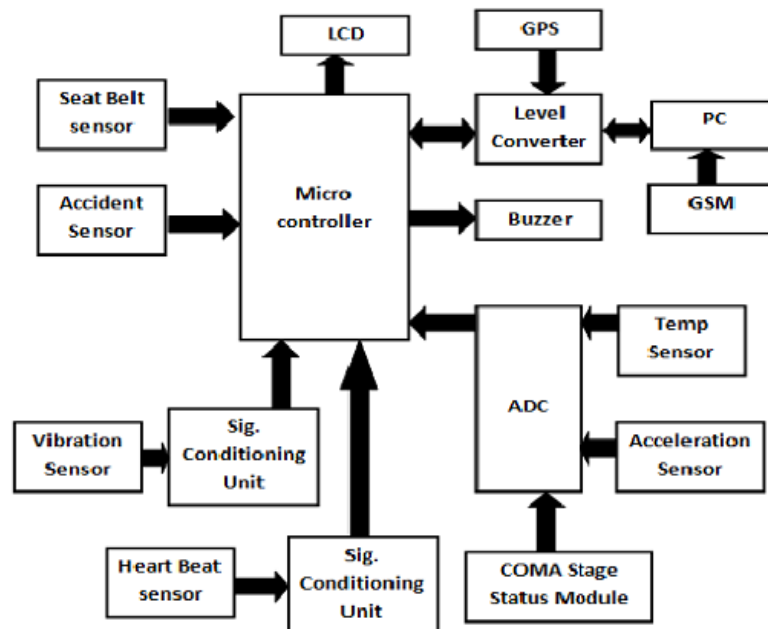 LCD
GPS
Seat Belt
sensor
Level
Converter
PC
Micro
controller
Accident
Sensor
Buzzer
GSM
Temp
Sensor
ADC
Vibration
Sensor
Sig.
Conditioning
Unit
Acceleration
Sensor
Heart Beat
sensor
Sig.
Conditioning
Unit
COMA Stage
Status Module